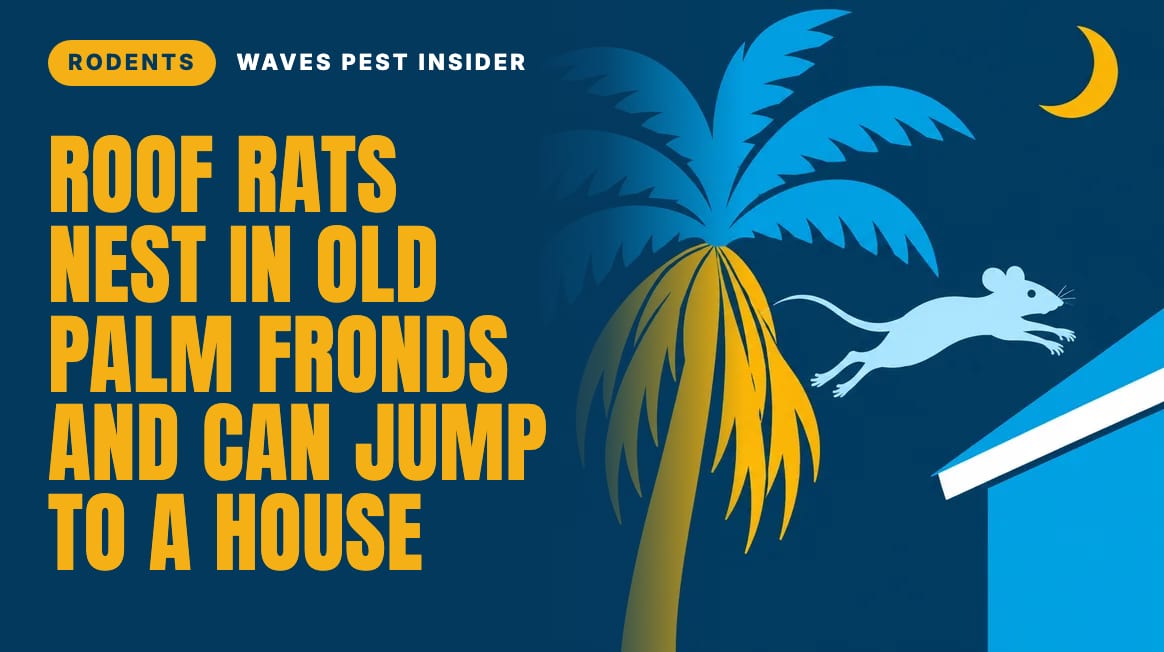 RODENTS WAVES PEST INSIDER
ROOF RATS
NEST IN OLD
PALM FRONDS
AND CAN JUMP
TO A HOUSE